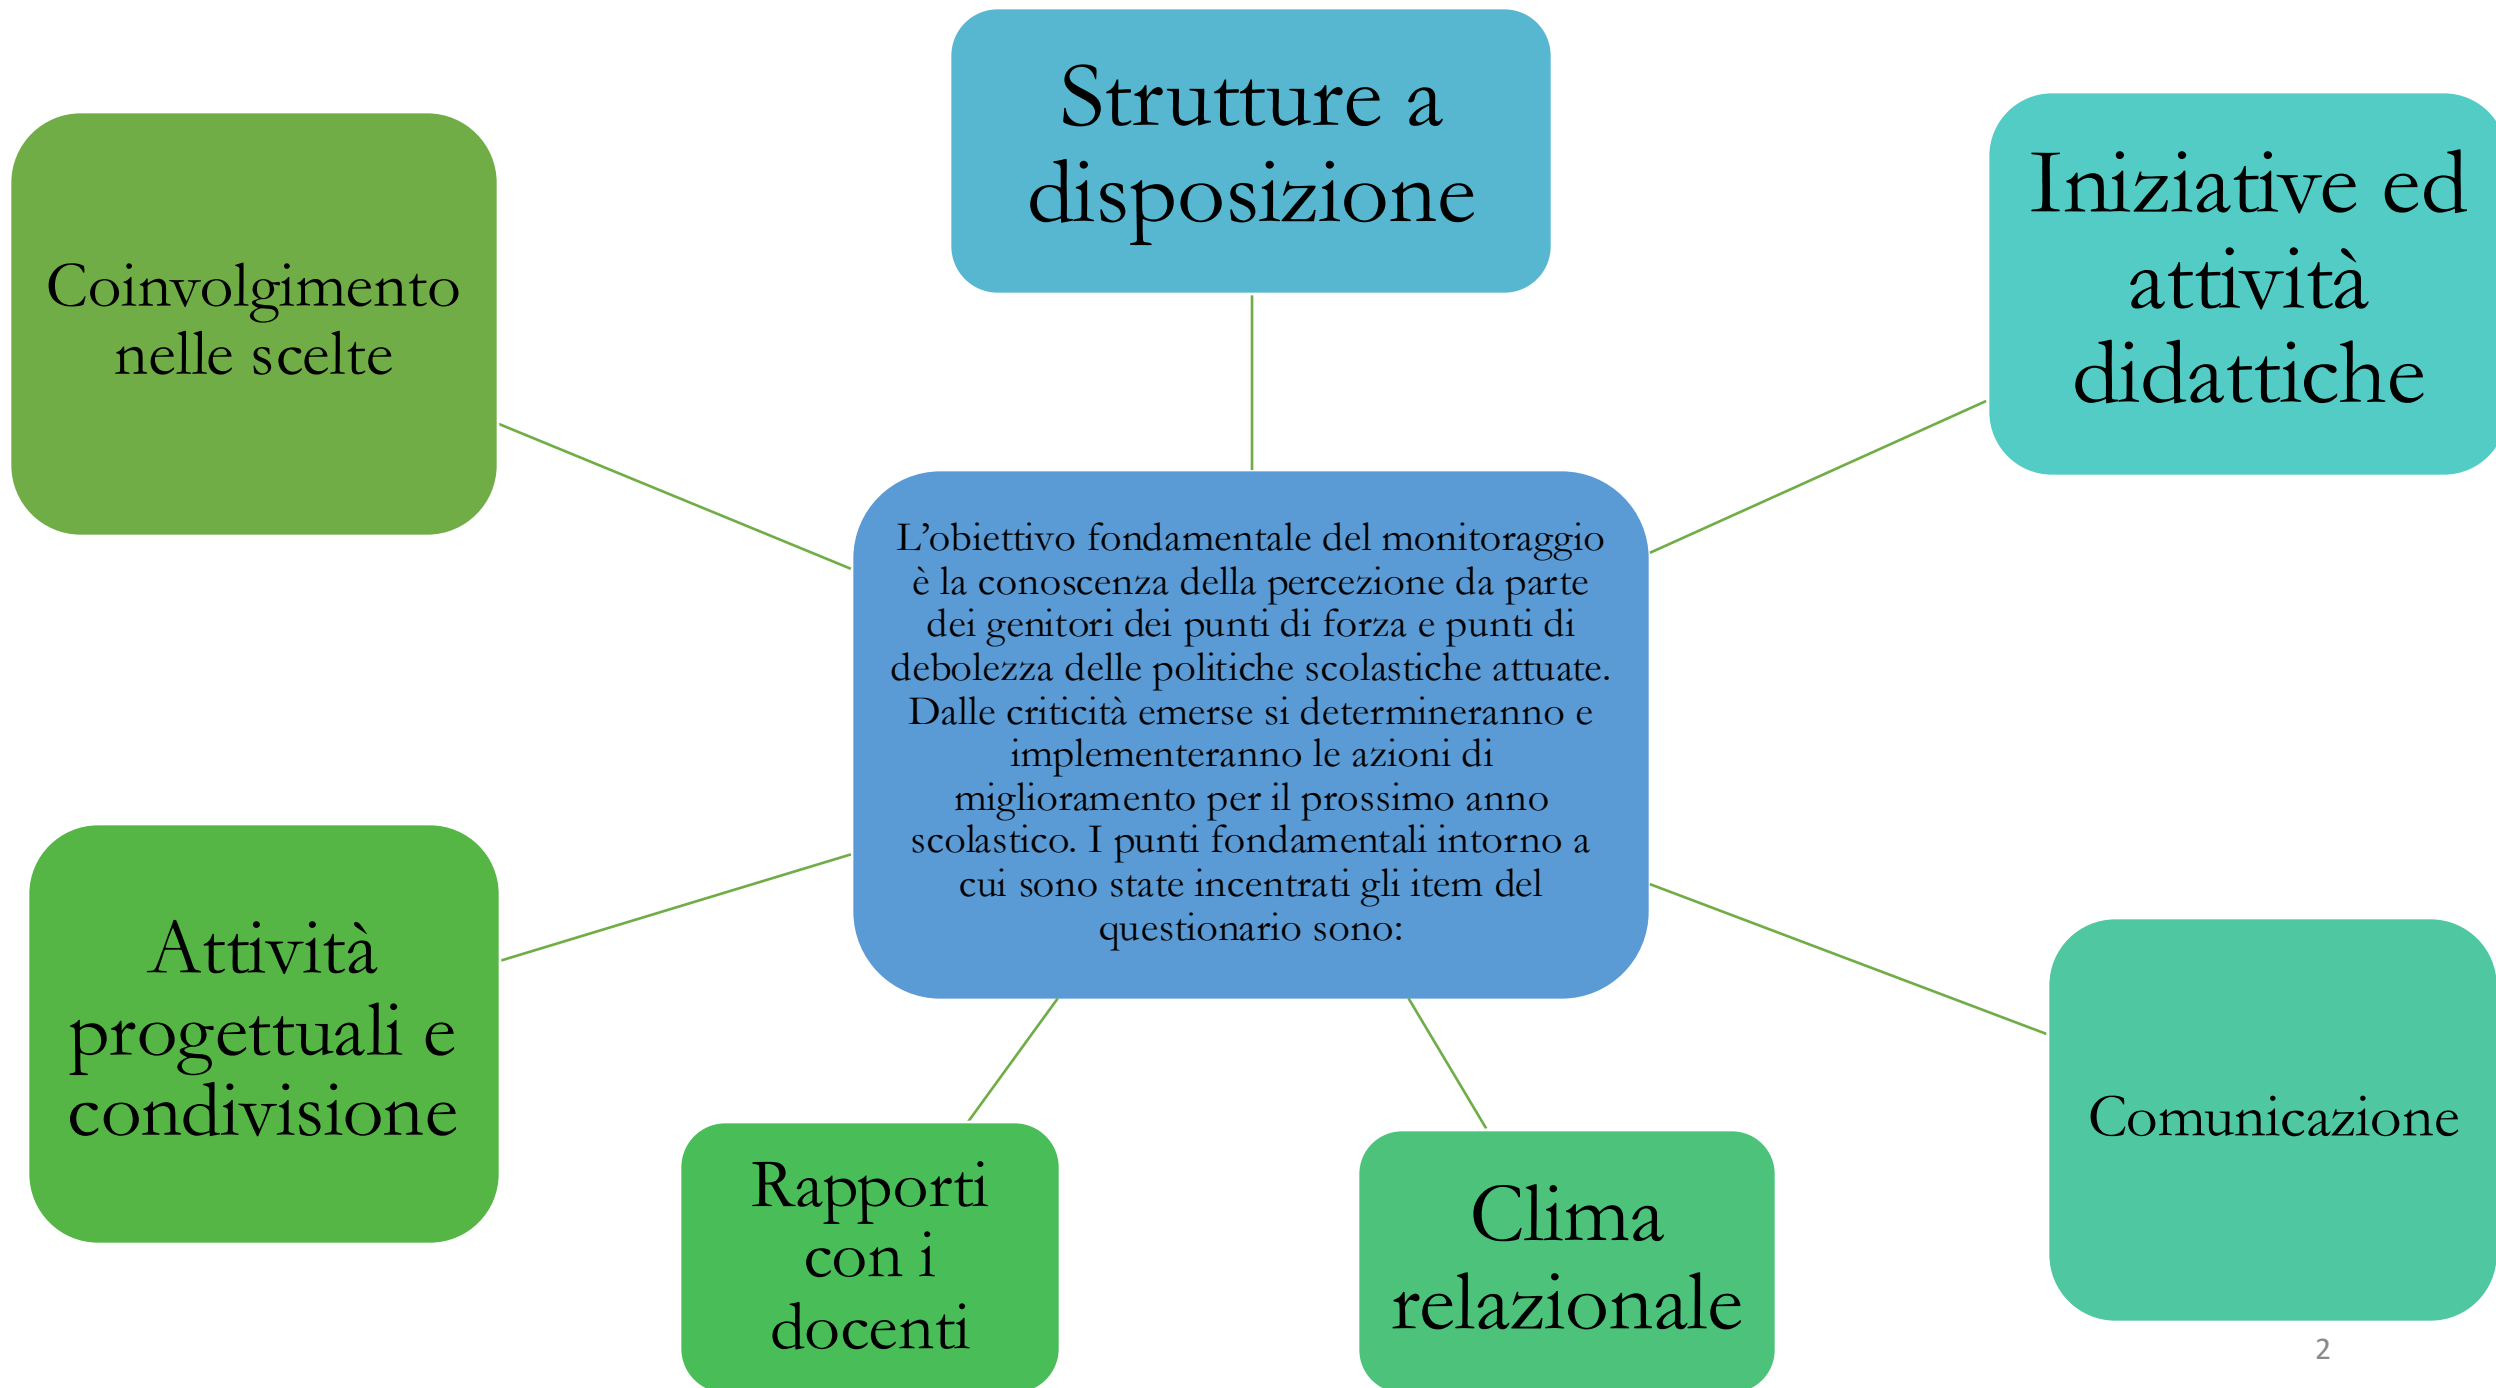 Strutture a
disposizione
Iniziative ed
attività
didattiche
Coinvolgimento
nelle scelte
L’obiettivo fondamentale del monitoraggio
è la conoscenza della percezione da parte
dei genitori dei punti di forza e punti di
debolezza delle politiche scolastiche attuate.
Dalle criticità emerse si determineranno e
implementeranno le azioni di
miglioramento per il prossimo anno
scolastico. I punti fondamentali intorno a
cui sono state incentrati gli item del
questionario sono:
Attività
progettuali e
condivisione
Comunicazione
Rapporti
con i
docenti
Clima
relazionale
2